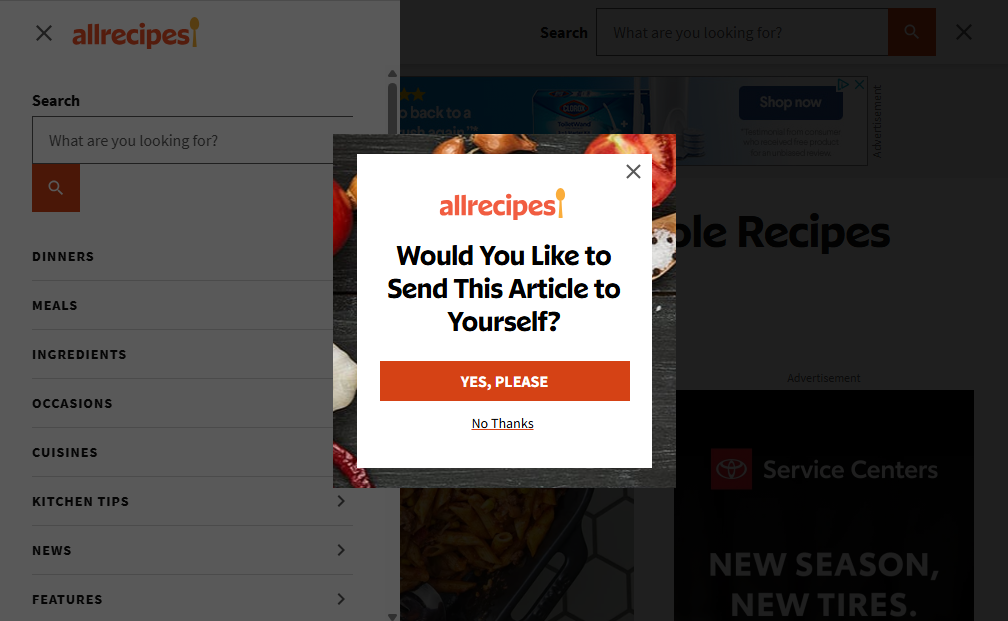 allrecipes
Search
What are you looking for?
DINNERS
MEALS
INGREDIENTS
OCCASIONS
CUISINES
KITCHEN TIPS
NEWS
FEATURES
Search
What are you looking for?
back to a
again
CLOROX
Shop now
Advertisement
Recipes
allrecipes
Would You Like to
Send This Article to
Yourself?
YES, PLEASE
No Thanks
Advertisement
Service Centers
NEW SEASON,
NEW TIRES.